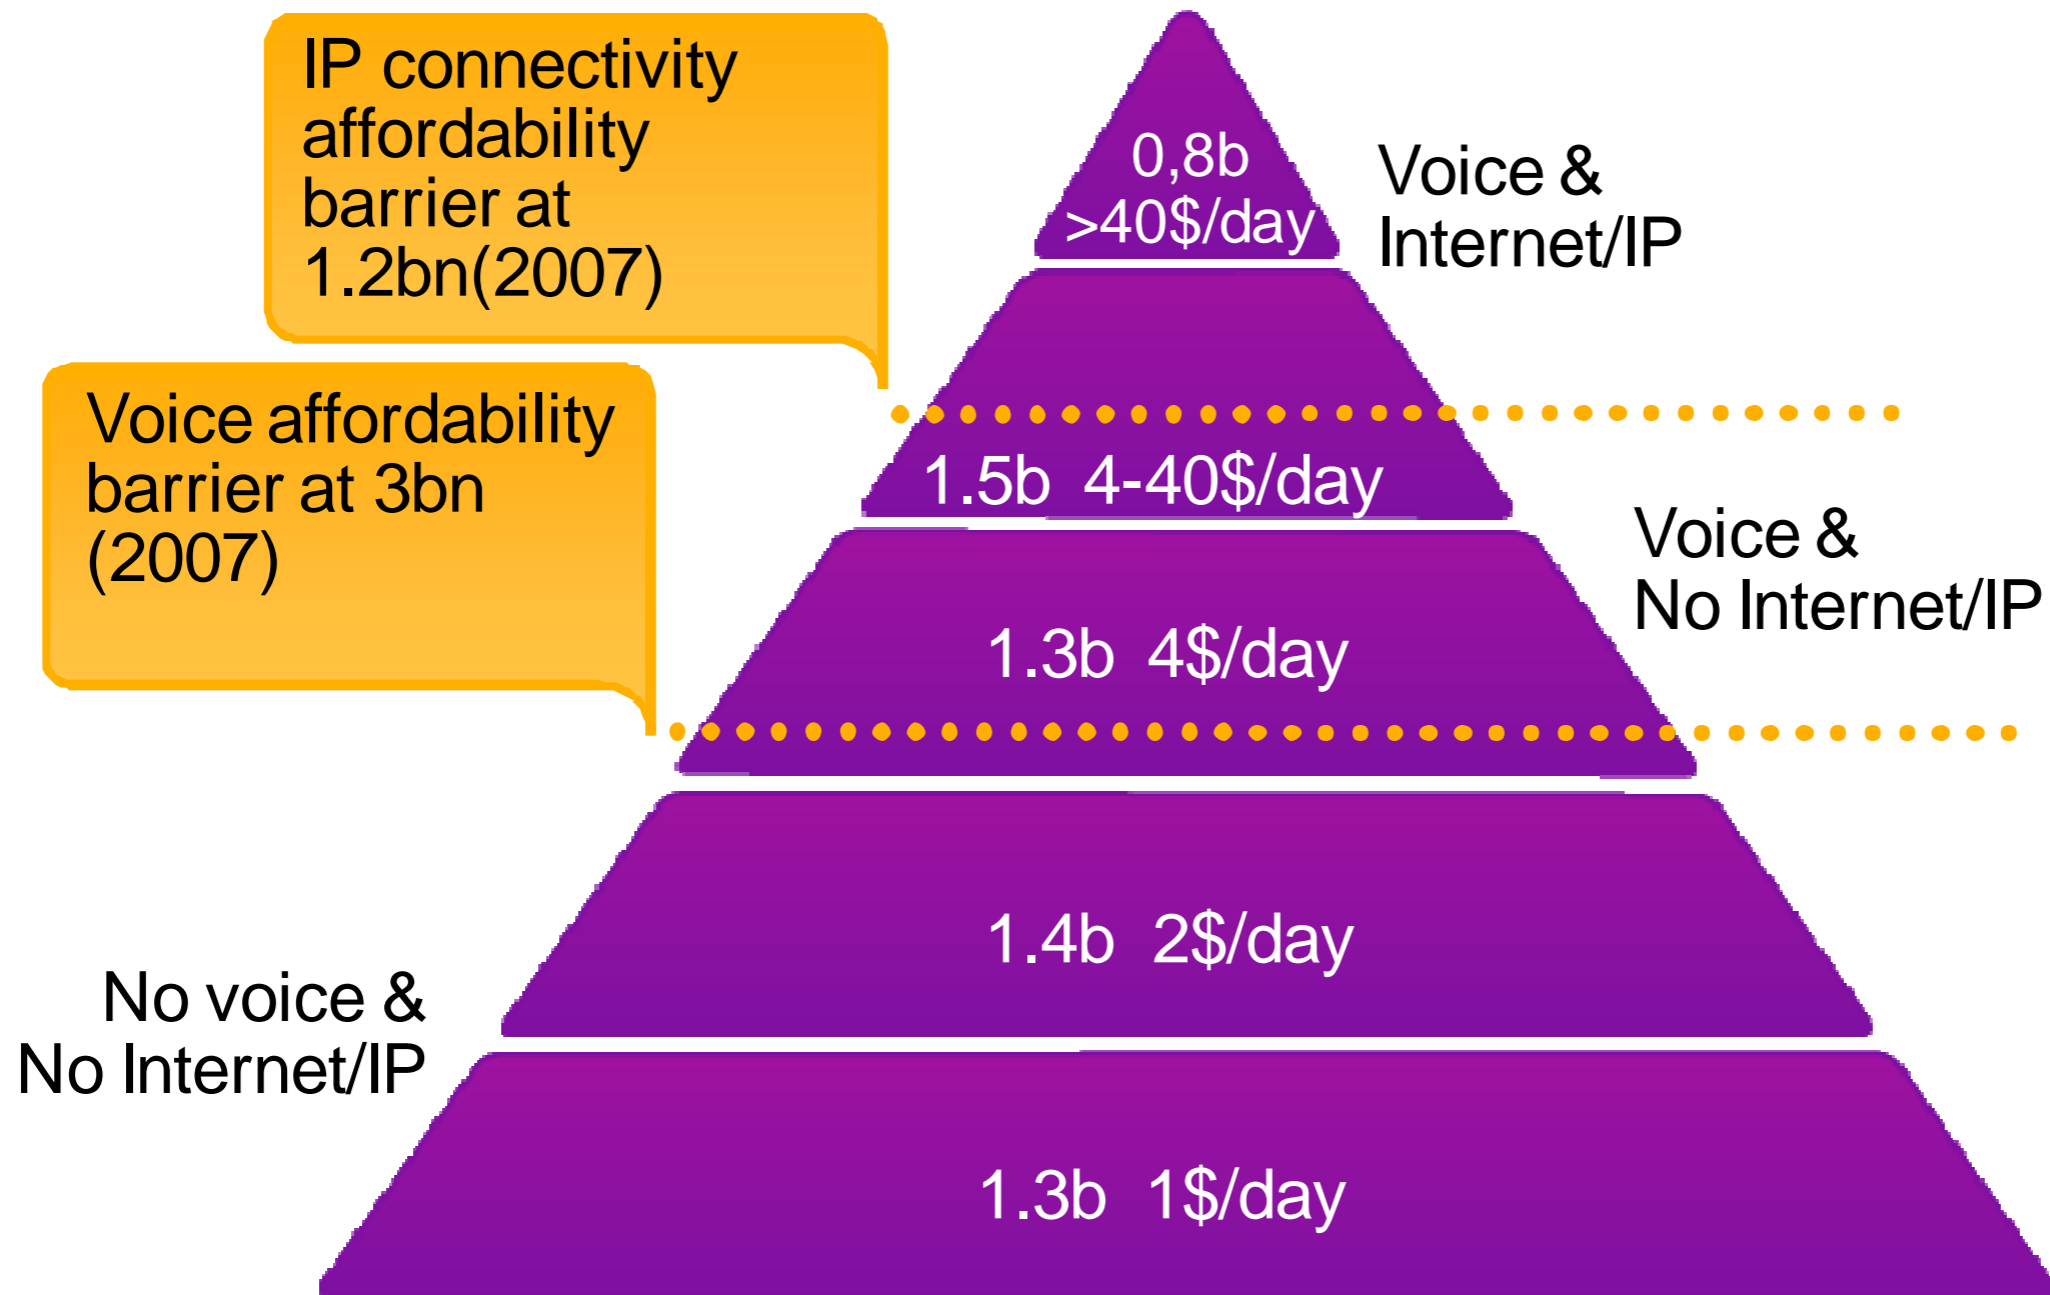 IP connectivity
affordability
barrier at
1.2bn(2007)
Voice affordability
barrier at 3bn
(2007)
0,8b
>40$/day
Voice &
Internet/IP
1.5b 4-40$/day
Voice &
No Internet/IP
1.3b 4$/day
1.4b 2$/day
No voice &
No Internet/IP
1.3b 1$/day